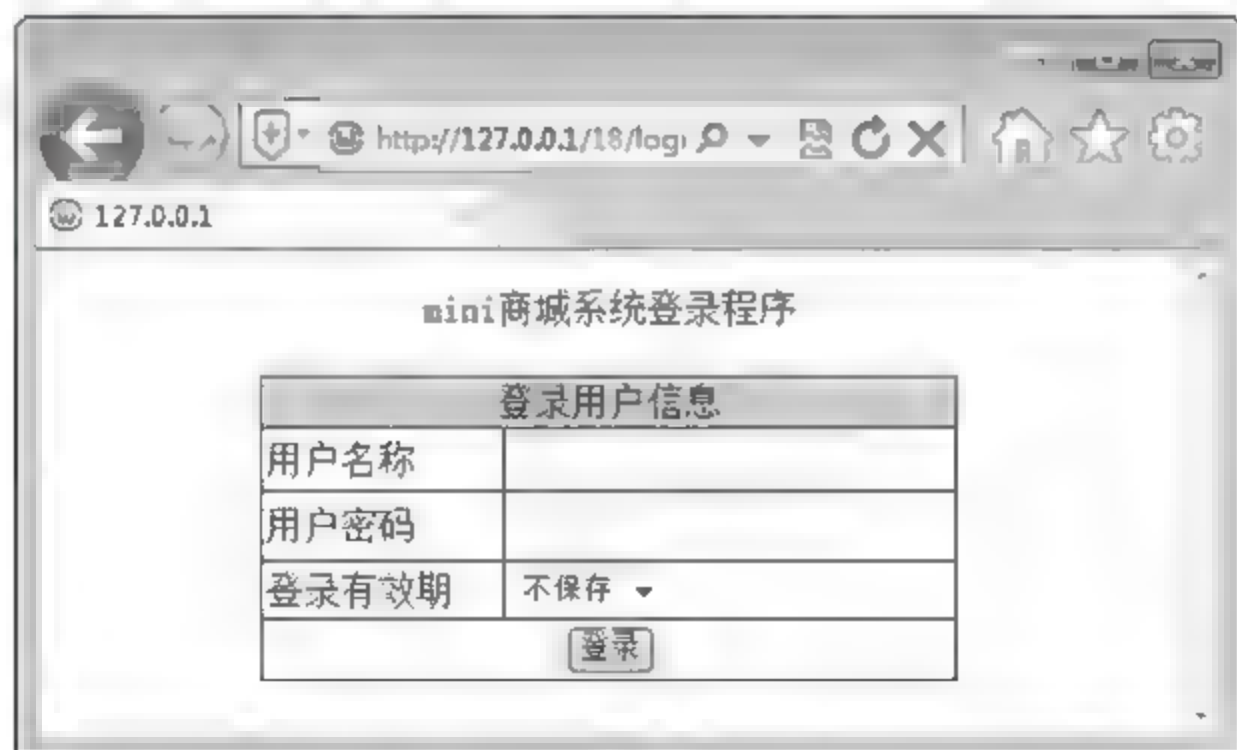 http://127.0.0.1/18/log
127.0.0.1
mini商城系统登录程序
登录用户信息
用户名称
用户密码
登录有效期 不保存
登录